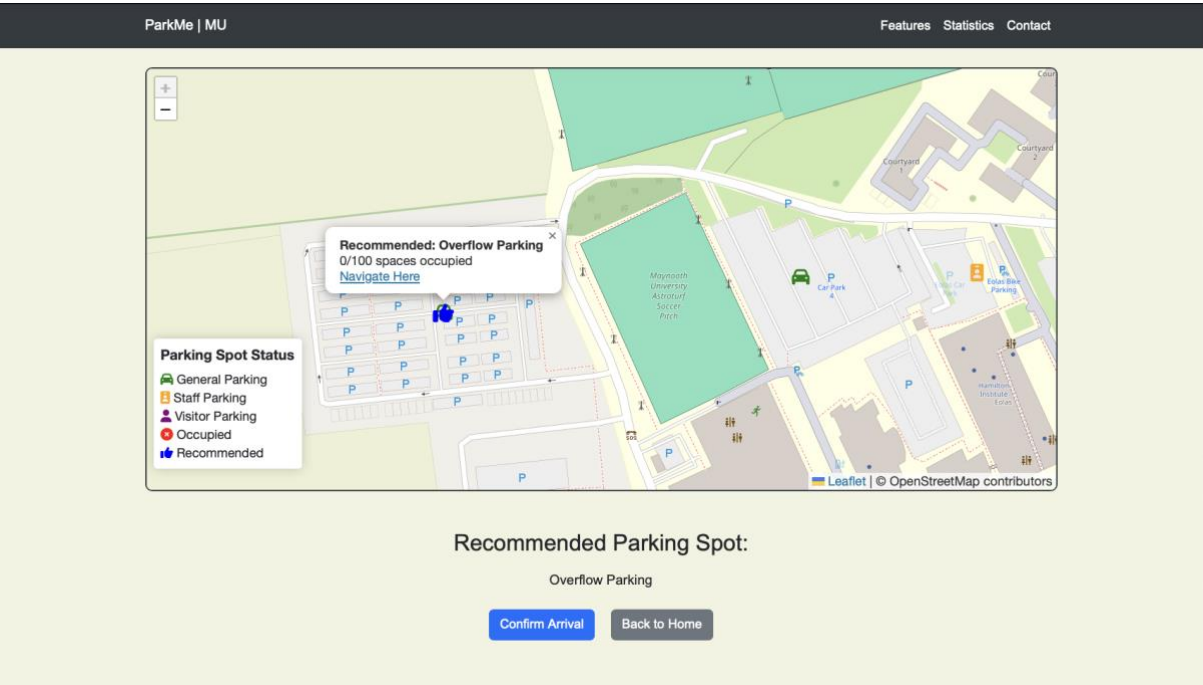 ParkMe | MU
Features Statistics Contact
+
−
Courtyard
1
Courtyard
2
Cour
P
Recommended: Overflow Parking
×
0/100 spaces occupied
Navigate Here
Maynooth
University
Astroturf
Soccer
Pitch
P
Car Park
4
P
P
Eolas Bike
Parking
Hamilton
Institute
Eolas
P
P
SOS
P
Parking Spot Status
General Parking
Staff Parking
Visitor Parking
Occupied
Recommended
Leaflet | © OpenStreetMap contributors
Recommended Parking Spot:
Overflow Parking
Confirm Arrival
Back to Home